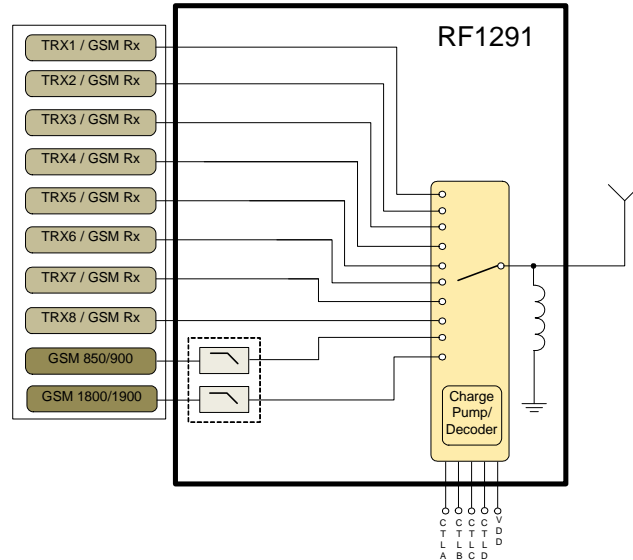 RF1291
TRX1 / GSM Rx
TRX2 / GSM Rx
TRX3 / GSM Rx
TRX4 / GSM Rx
TRX5 / GSM Rx
TRX6 / GSM Rx
TRX7 / GSM Rx
TRX8 / GSM Rx
GSM 850/900
GSM 1800/1900
Charge
Pump/
Decoder
CTLA
CTLB
CTLC
CTLD
VDD